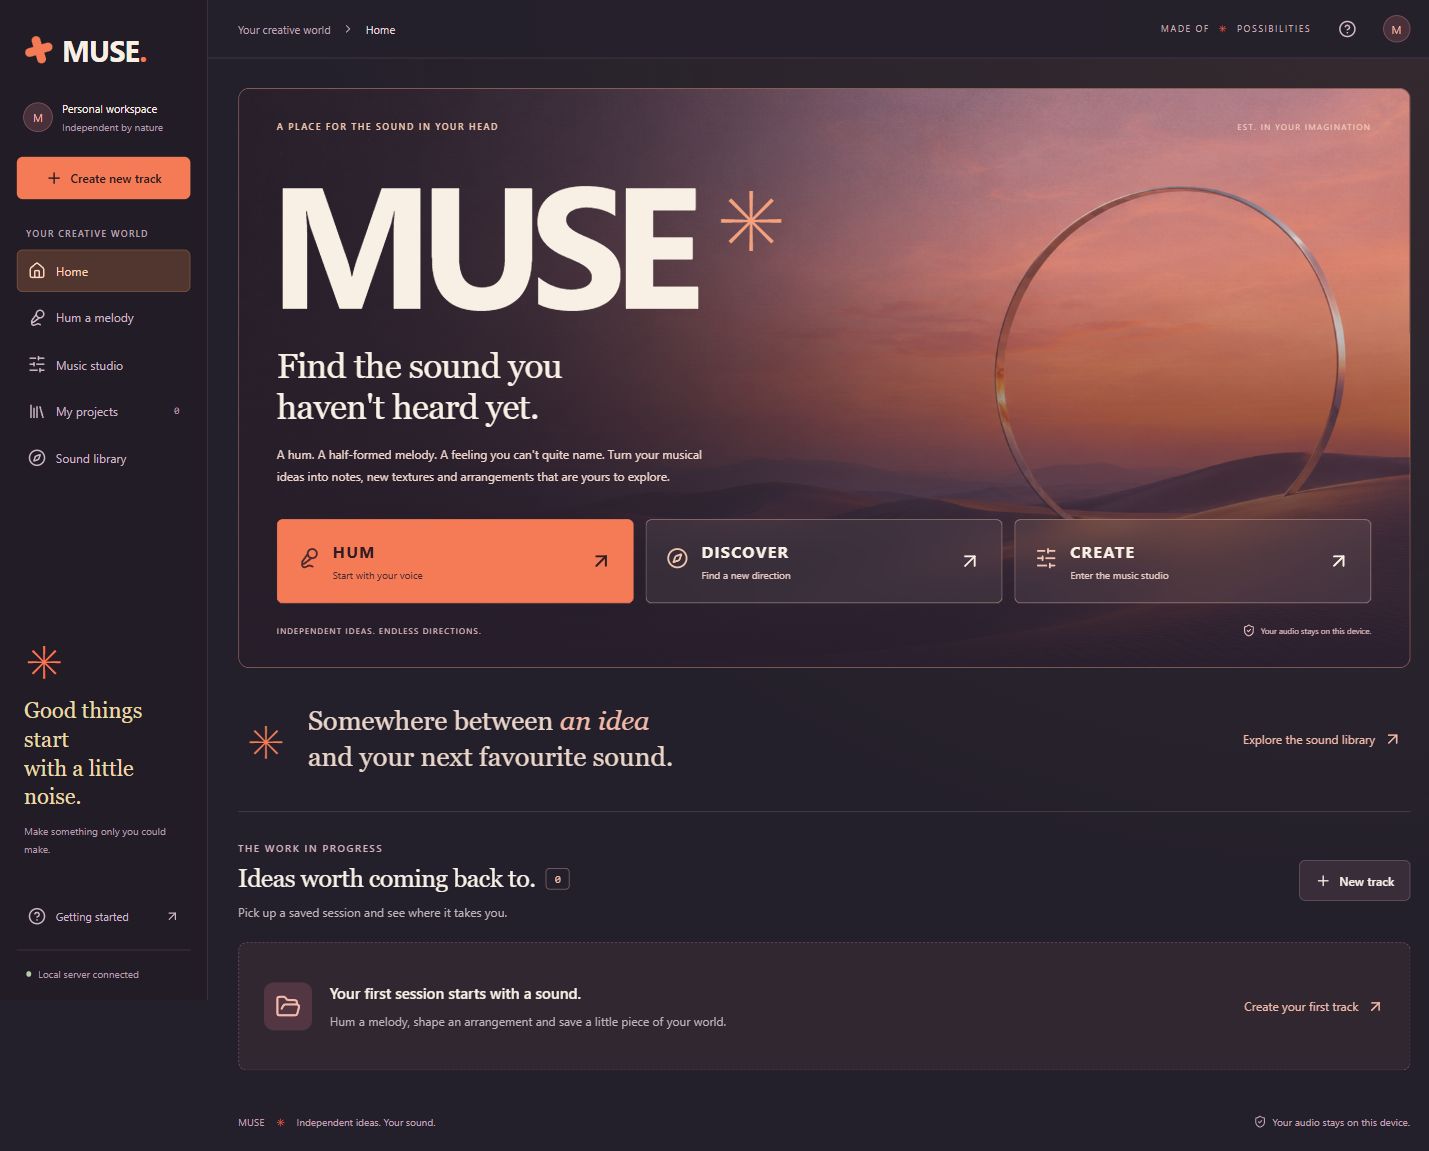 MUSE.
M
Personal workspace
Independent by nature
Create new track
YOUR CREATIVE WORLD
Home
Hum a melody
Music studio
My projects 0
Sound library
Good things
start
with a little
noise.
Make something only you could
make.
Getting started
Local server connected
Your creative world > Home
MADE OF ✳ POSSIBILITIES
M
A PLACE FOR THE SOUND IN YOUR HEAD
EST. IN YOUR IMAGINATION
MUSE
Find the sound you
haven't heard yet.
A hum. A half-formed melody. A feeling you can't quite name. Turn your musical
ideas into notes, new textures and arrangements that are yours to explore.
HUM
Start with your voice
DISCOVER
Find a new direction
CREATE
Enter the music studio
INDEPENDENT IDEAS. ENDLESS DIRECTIONS.
Your audio stays on this device.
Somewhere between an idea
and your next favourite sound.
Explore the sound library
THE WORK IN PROGRESS
Ideas worth coming back to. 0
Pick up a saved session and see where it takes you.
New track
Your first session starts with a sound.
Hum a melody, shape an arrangement and save a little piece of your world.
Create your first track
MUSE ✳ Independent ideas. Your sound.
Your audio stays on this device.